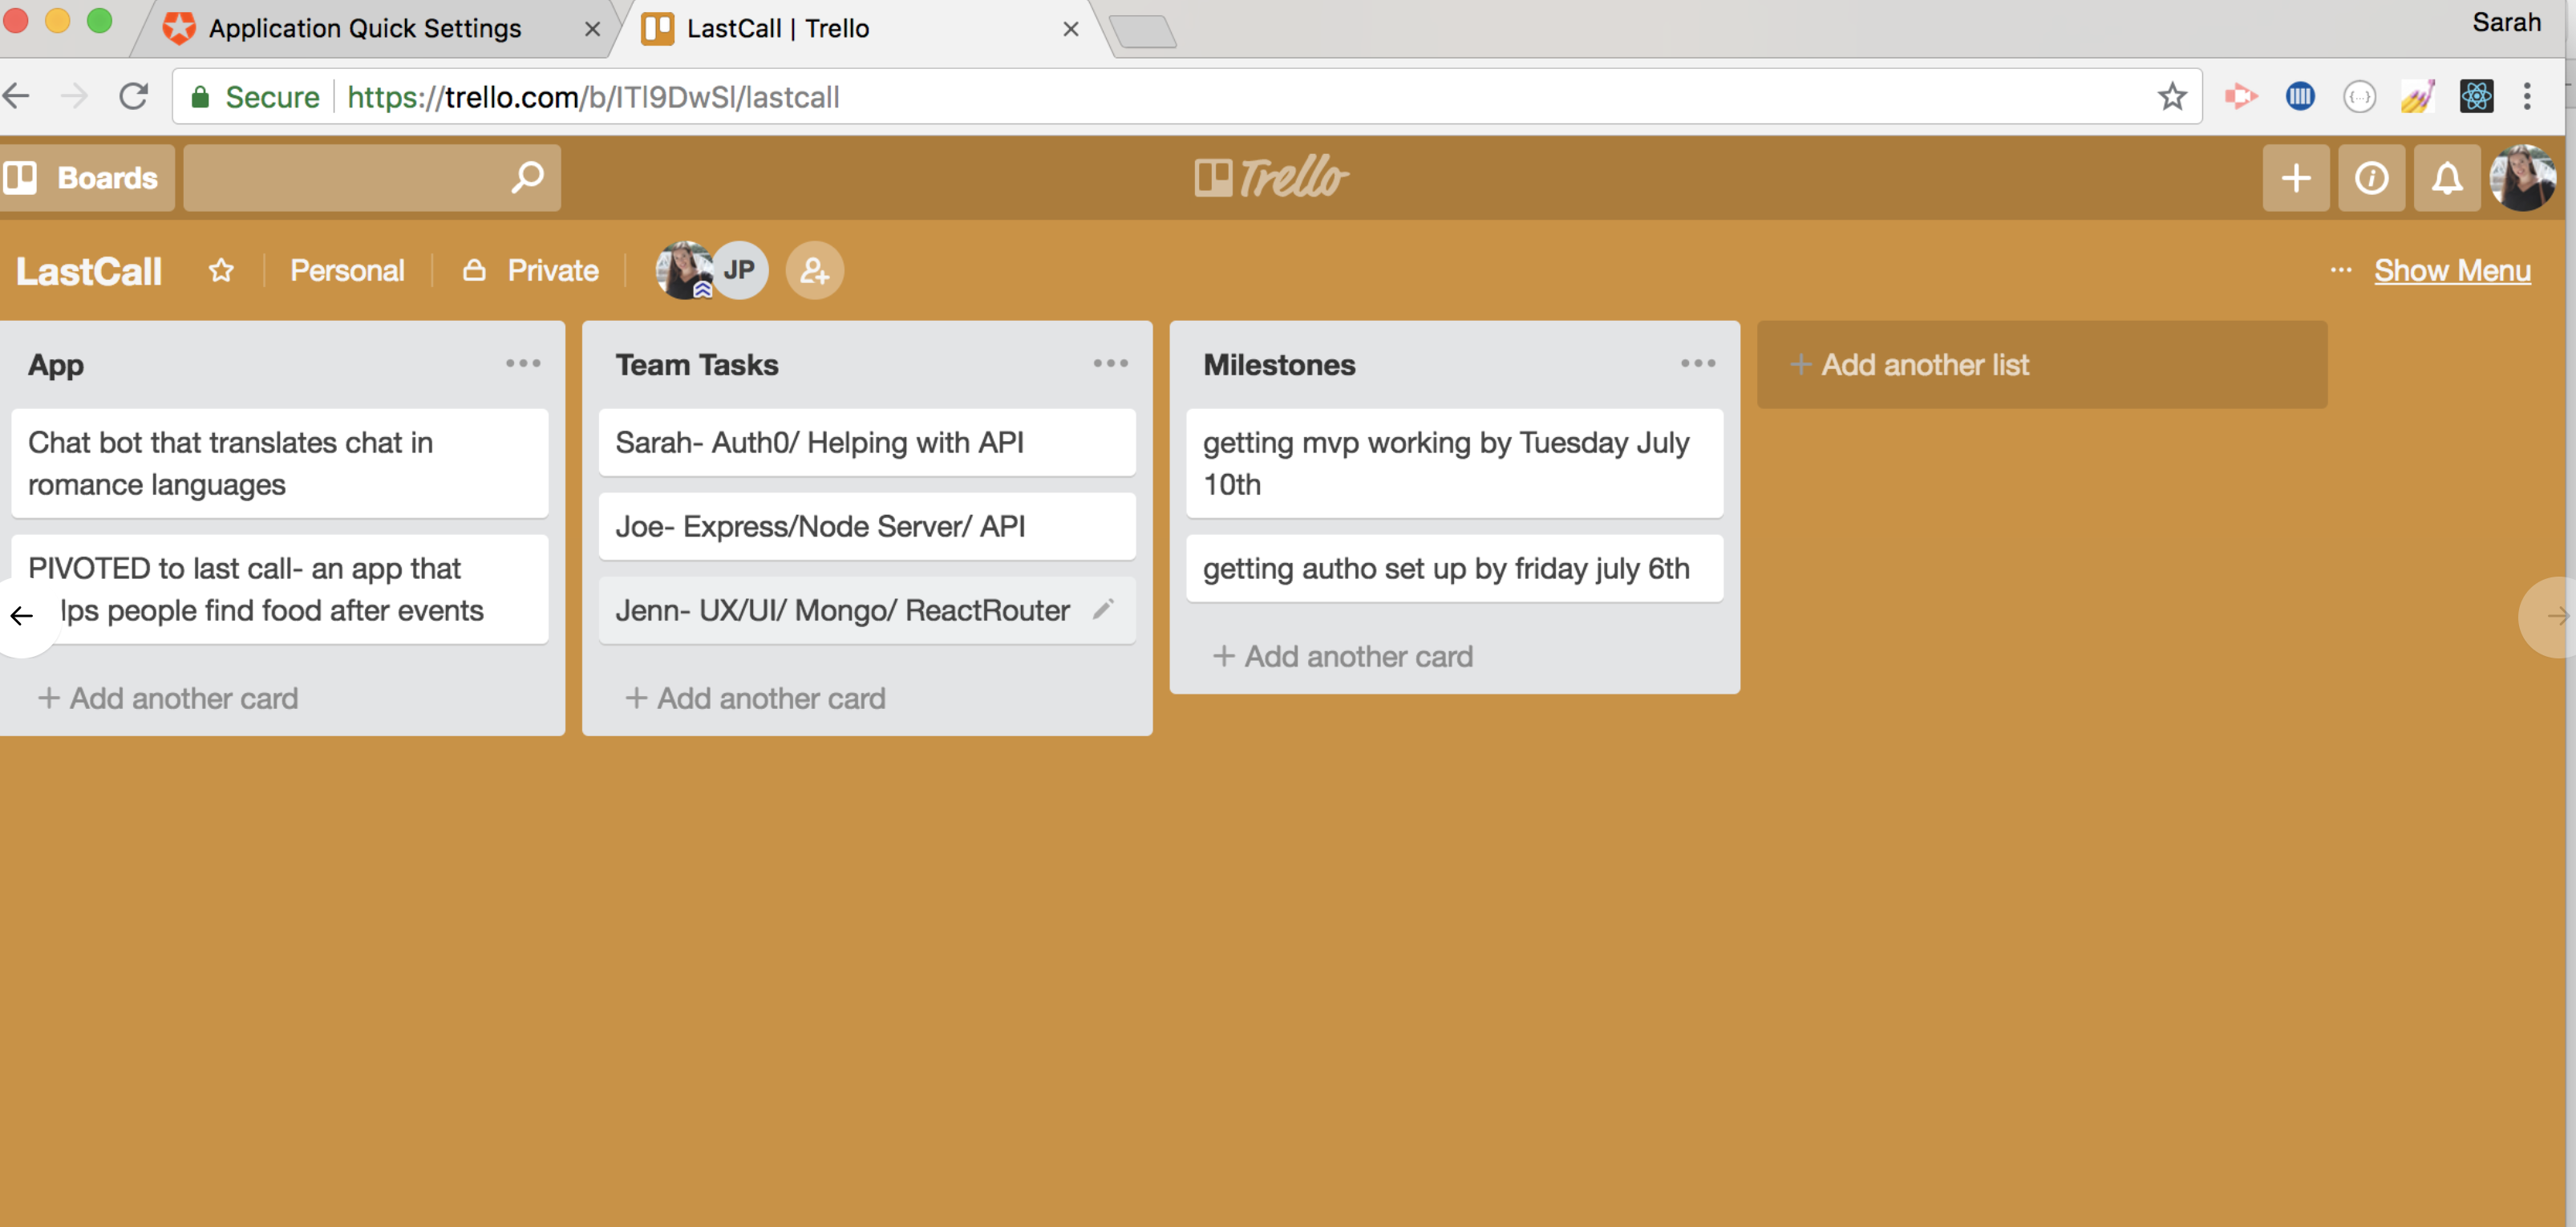 Application Quick Settings
LastCall | Trello
Sarah
Secure
https://trello.com/b/ITl9DwSl/lastcall
Boards
Trello
LastCall
Personal
Private
JP
Show Menu
App
Chat bot that translates chat in
romance languages
PIVOTED to last call- an app that
lps people find food after events
+ Add another card
Team Tasks
Sarah- Auth0/ Helping with API
Joe- Express/Node Server/ API
Jenn- UX/UI/ Mongo/ ReactRouter
+ Add another card
Milestones
getting mvp working by Tuesday July
10th
getting autho set up by friday july 6th
+ Add another card
+ Add another list